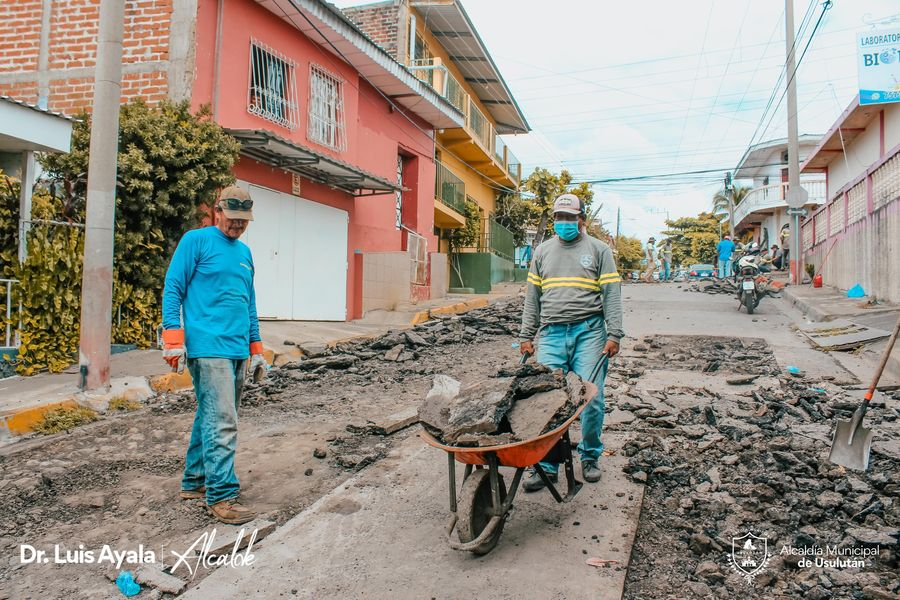 LABORATOR
BIO
Dr. Luis Ayala
Alcalde
Alcaldía Municipal
de Usulután